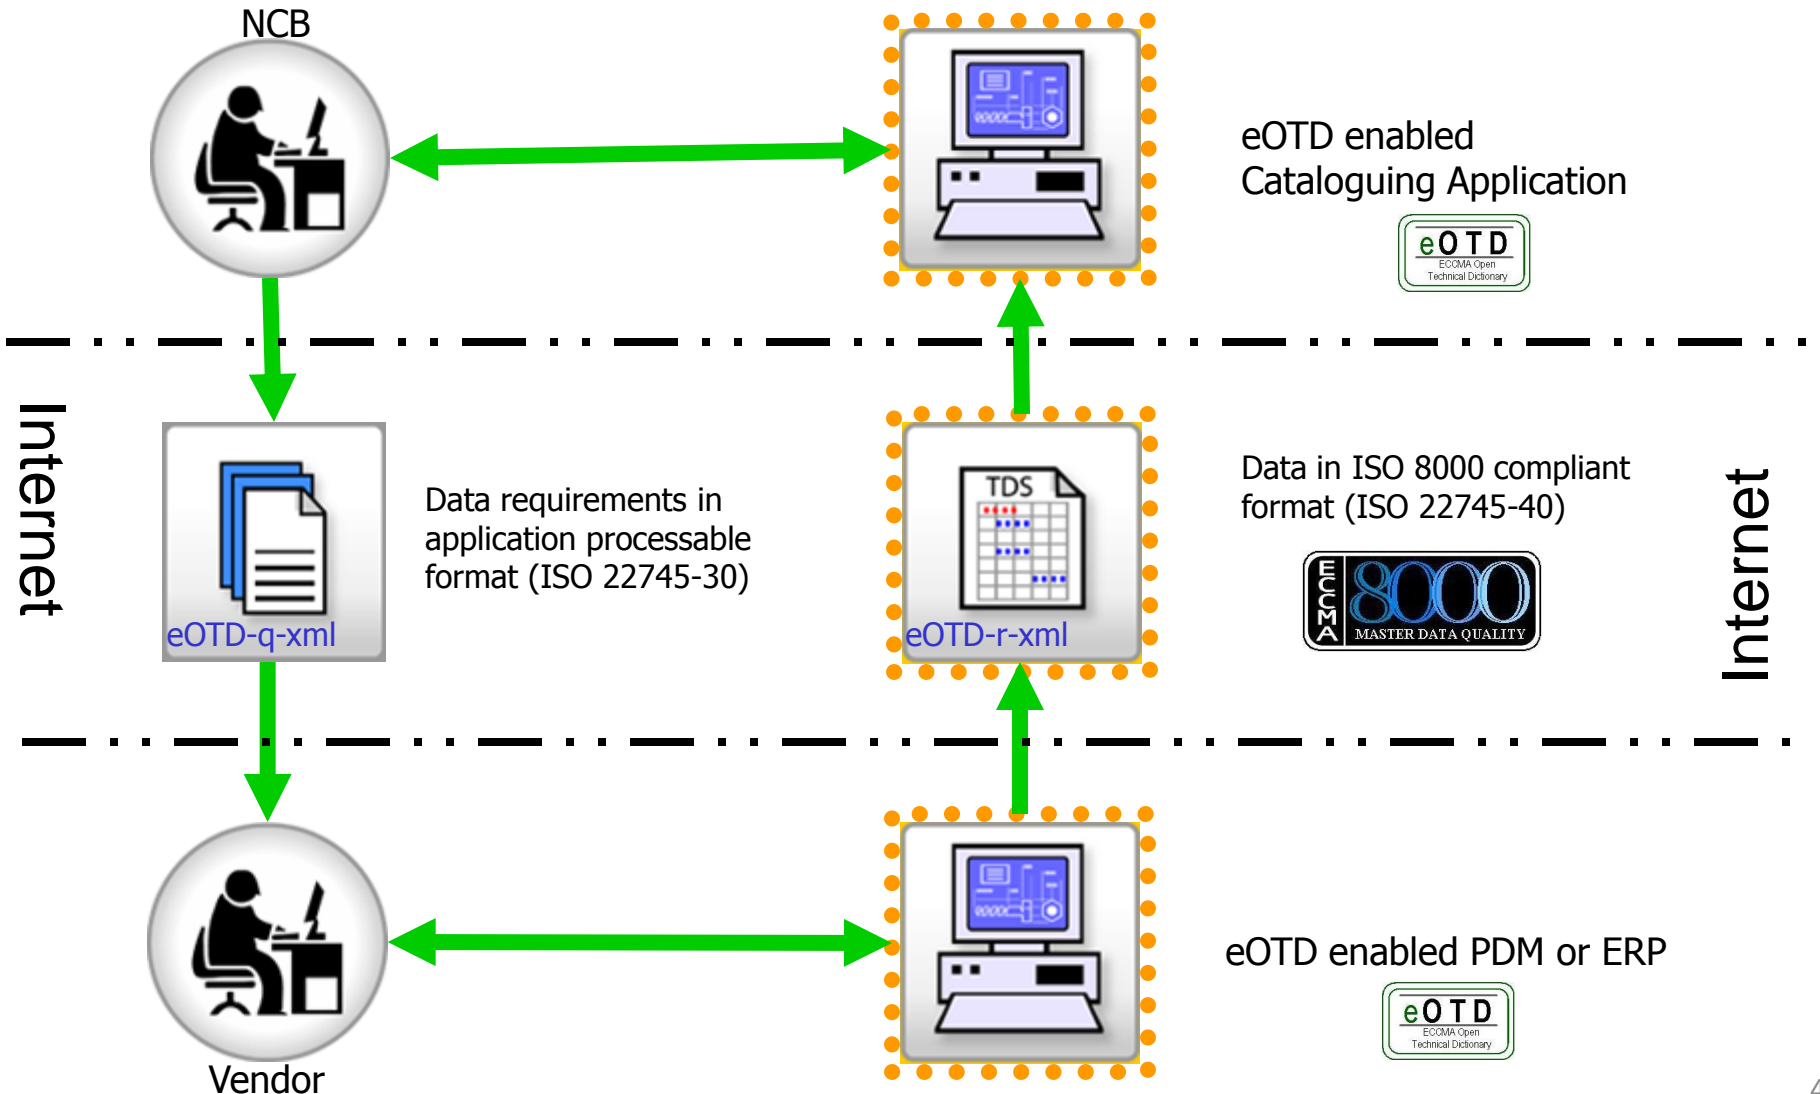 NCB
eOTD enabled
Cataloguing Application
eOTD
ECCMA Open
Technical Dictionary
Internet
Data requirements in
application processable
format (ISO 22745-30)
eOTD-q-xml
TDS
eOTD-r-xml
Data in ISO 8000 compliant
format (ISO 22745-40)
ECCMA
8000
MASTER DATA QUALITY
Internet
Vendor
eOTD enabled PDM or ERP
eOTD
ECCMA Open
Technical Dictionary